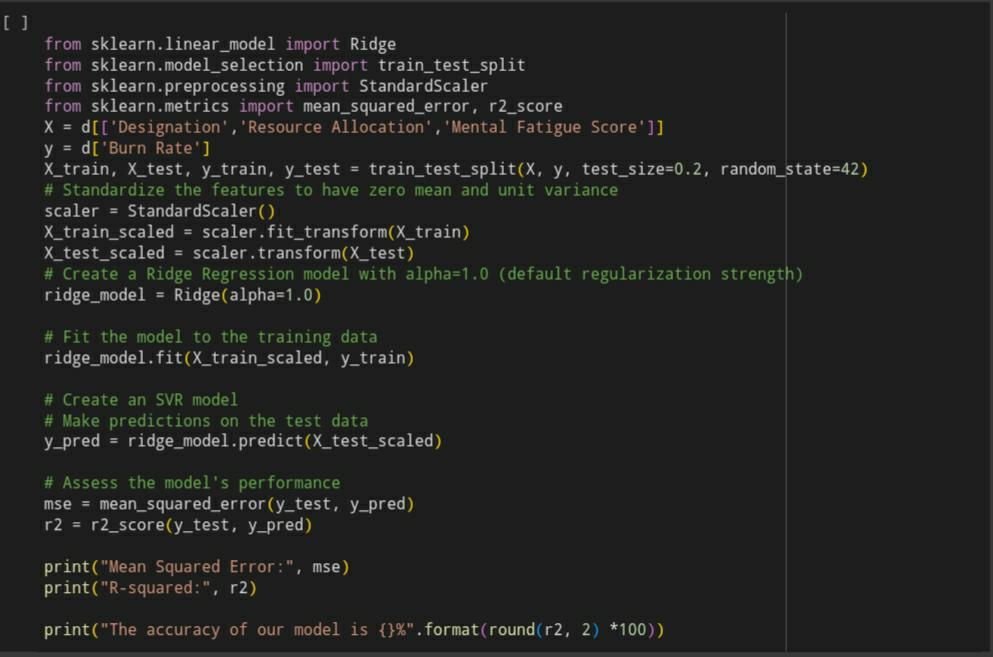 [ ]
from sklearn.linear_model import Ridge
from sklearn.model_selection import train_test_split
from sklearn.preprocessing import StandardScaler
from sklearn.metrics import mean_squared_error, r2_score
X = d[['Designation','Resource Allocation','Mental Fatigue Score']]
y = d['Burn Rate']
X_train, X_test, y_train, y_test = train_test_split(X, y, test_size=0.2, random_state=42)
# Standardize the features to have zero mean and unit variance
scaler = StandardScaler()
X_train_scaled = scaler.fit_transform(X_train)
X_test_scaled = scaler.transform(X_test)
# Create a Ridge Regression model with alpha=1.0 (default regularization strength)
ridge_model = Ridge(alpha=1.0)
# Fit the model to the training data
ridge_model.fit(X_train_scaled, y_train)
# Create an SVR model
# Make predictions on the test data
y_pred = ridge_model.predict(X_test_scaled)
# Assess the model's performance
mse = mean_squared_error(y_test, y_pred)
r2 = r2_score(y_test, y_pred)
print("Mean Squared Error:", mse)
print("R-squared:", r2)
print("The accuracy of our model is {}%".format(round(r2, 2) *100))